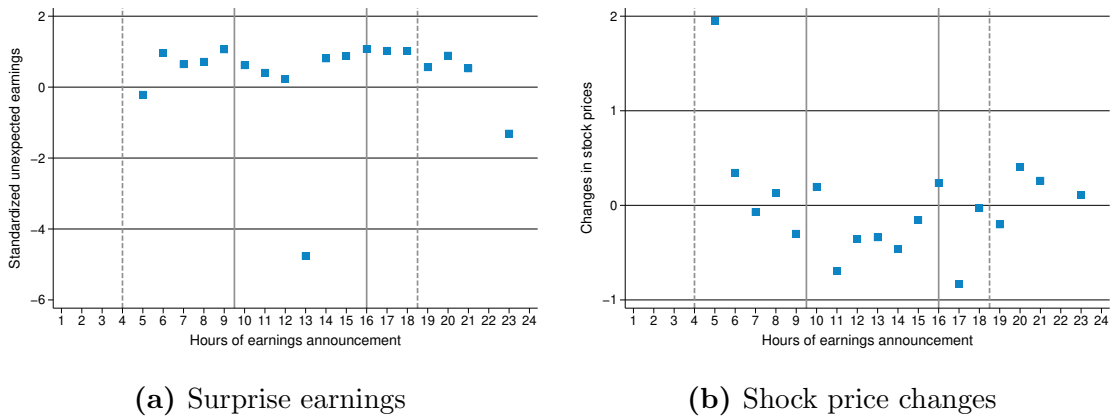 Standardized unexpected earnings
2
0
−2
−4
−6
1 2 3 4 5 6 7 8 9 10 11 12 13 14 15 16 17 18 19 20 21 22 23 24
Hours of earnings announcement
(a) Surprise earnings
Changes in stock prices
2
1
0
−1
1 2 3 4 5 6 7 8 9 10 11 12 13 14 15 16 17 18 19 20 21 22 23 24
Hours of earnings announcement
(b) Shock price changes